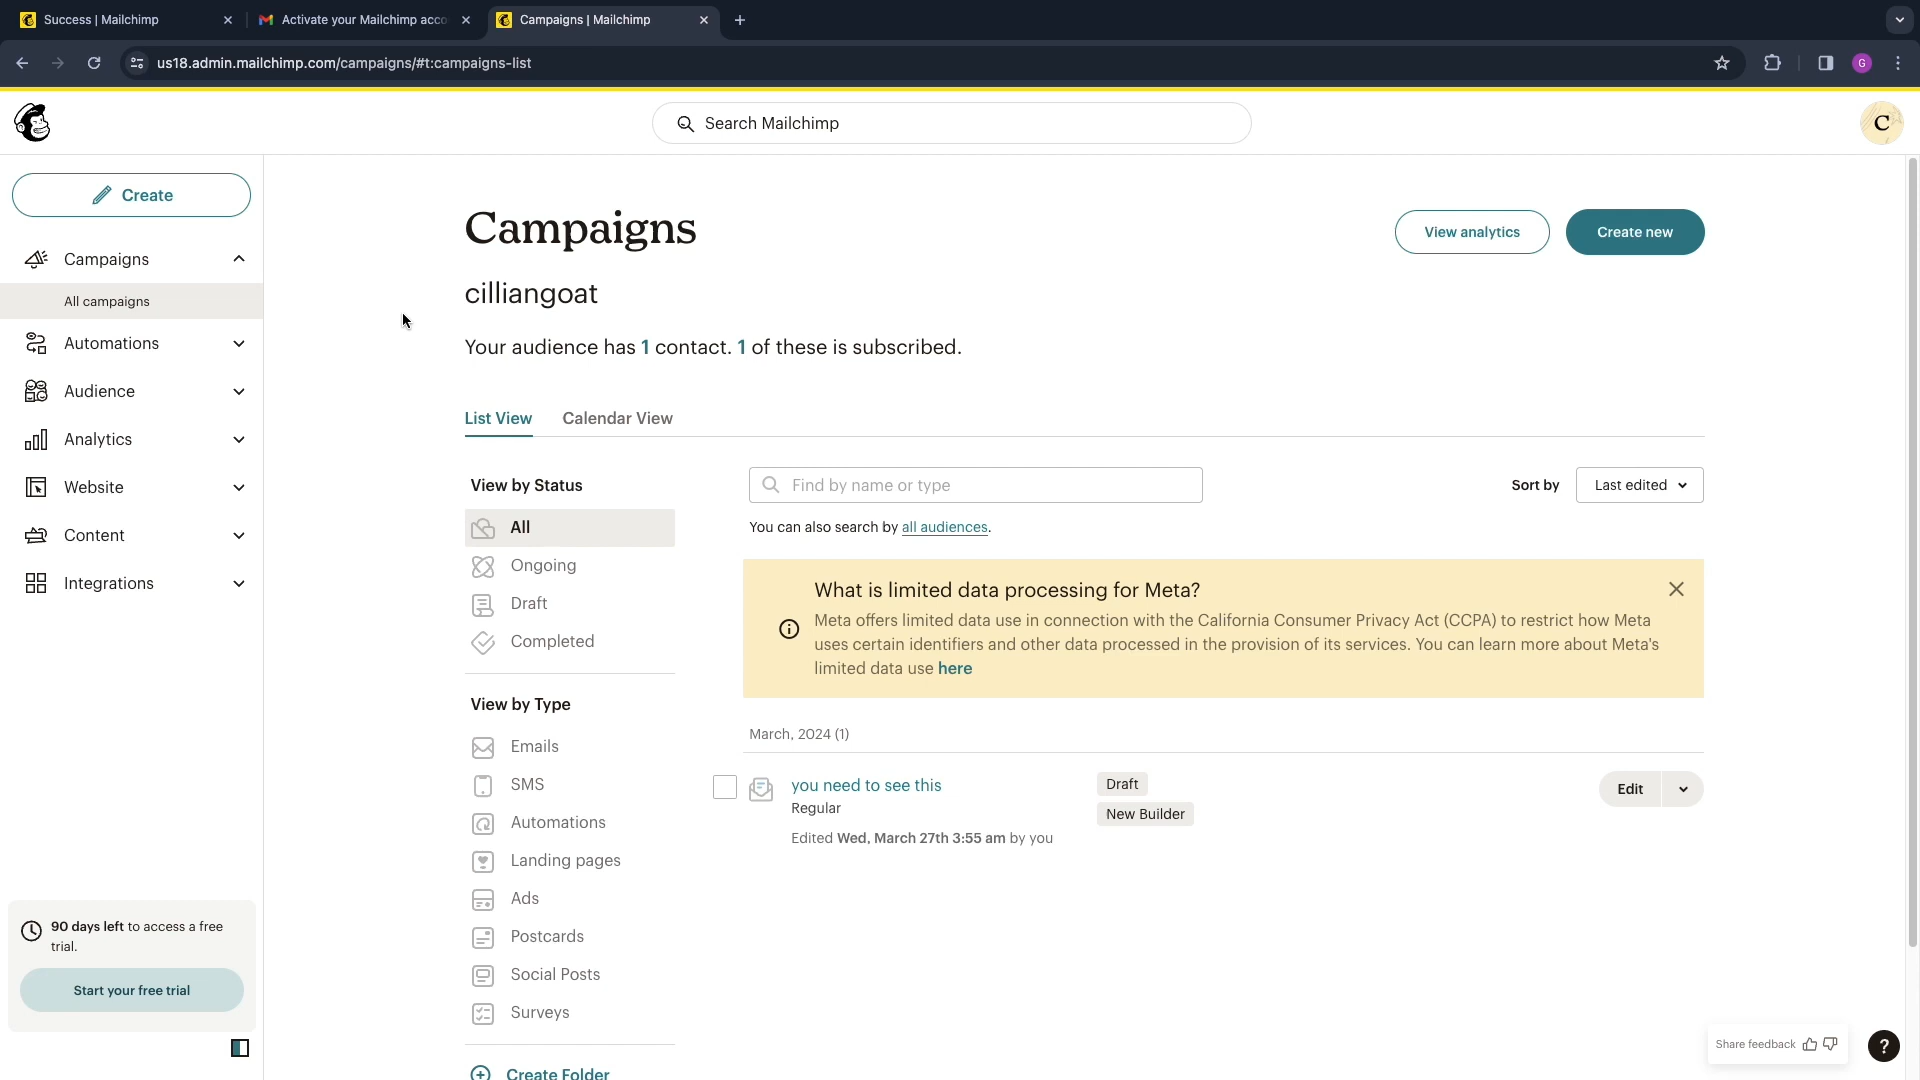 Success | Mailchimp
Activate your Mailchimp acco
Campaigns | Mailchimp
us18.admin.mailchimp.com/campaigns/#t:campaigns-list
G
Search Mailchimp
C
Create
Campaigns
All campaigns
Automations
Audience
Analytics
Website
Content
Integrations
90 days left to access a free
trial.
Start your free trial
Campaigns
View analytics
Create new
cilliangoat
Your audience has 1 contact. 1 of these is subscribed.
List View
Calendar View
View by Status
All
Ongoing
Draft
Completed
View by Type
Emails
SMS
Automations
Landing pages
Ads
Postcards
Social Posts
Surveys
Create Folder
Find by name or type
Sort by
Last edited
You can also search by all audiences.
What is limited data processing for Meta?
Meta offers limited data use in connection with the California Consumer Privacy Act (CCPA) to restrict how Meta
uses certain identifiers and other data processed in the provision of its services. You can learn more about Meta's
limited data use here
March, 2024 (1)
you need to see this
Regular
Edited Wed, March 27th 3:55 am by you
Draft
New Builder
Edit
Share feedback
?